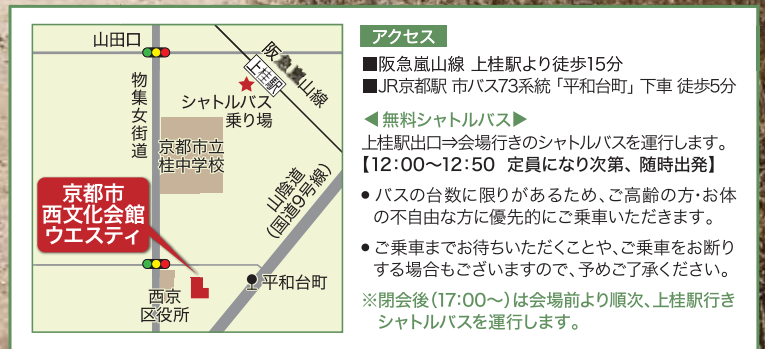 山田口
物集女街道
阪急嵐山線
上桂駅
シャトルバス
乗り場
京都市立
桂中学校
山陰道
(国道9号線)
京都市
西文化会館
ウエスティ
西京
区役所
平和台町
アクセス
■阪急嵐山線 上桂駅より徒歩15分
■JR京都駅 市バス73系統「平和台町」下車 徒歩5分
◀無料シャトルバス▶
上桂駅出口⇒会場行きのシャトルバスを運行します。
【12:00〜12:50 定員になり次第、随時出発】
● バスの台数に限りがあるため、ご高齢の方・お体
の不自由な方に優先的にご乗車いただきます。
● ご乗車までお待ちいただくことや、ご乗車をお断り
する場合もございますので、予めご了承ください。
※閉会後(17:00〜)は会場前より順次、上桂駅行き
シャトルバスを運行します。